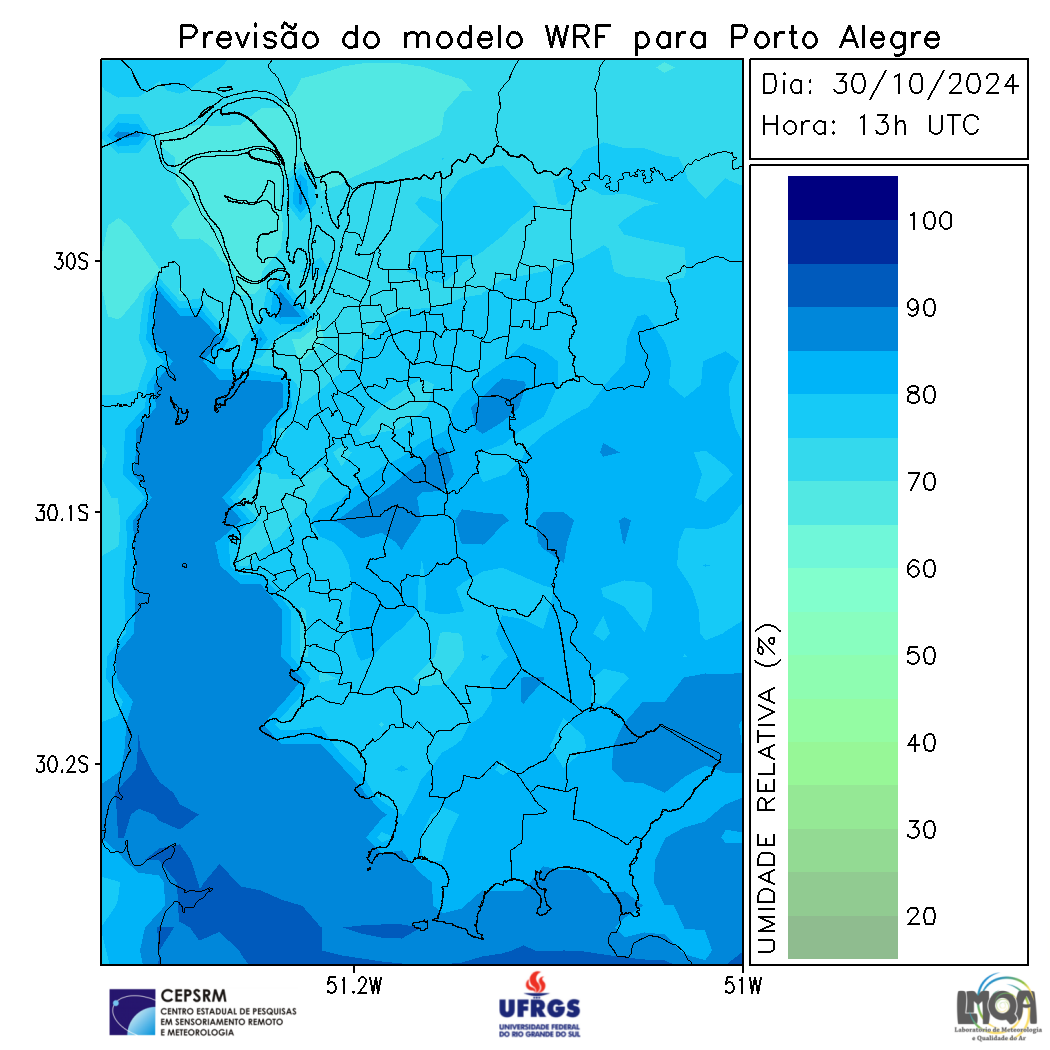 Previsão do modelo WRF para Porto Alegre
Dia: 30/10/2024
Hora: 13h UTC
100
90
80
70
60
50
40
30
20
UMIDADE RELATIVA (%)
30S
30.1S
30.2S
51.2W
51W
CEPSRM
CENTRO ESTADUAL DE PESQUISAS
EM SENSORIAMENTO REMOTO
E METEOROLOGIA
UFRGS
UNIVERSIDADE FEDERAL
DO RIO GRANDE DO SUL
LMQA
Laboratório de Meteorologia
e Qualidade do Ar